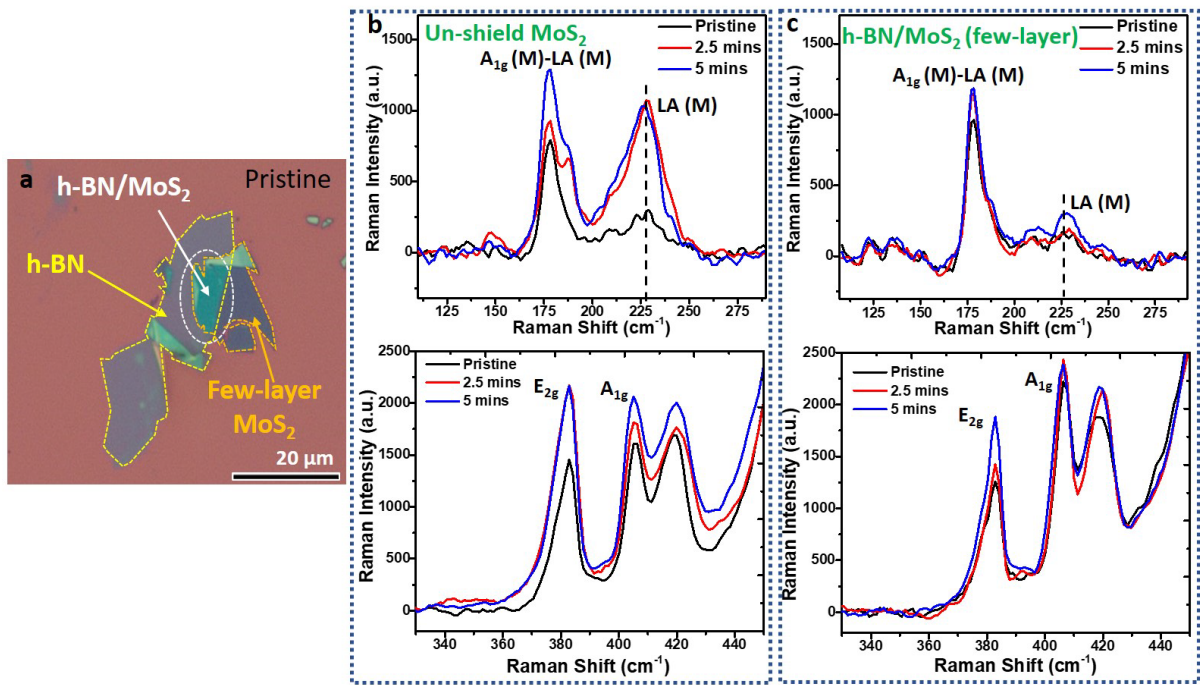 a
Pristine
h-BN/MoS₂
h-BN
Few-layer
MoS₂
20 μm
b
Un-shield MoS₂
Pristine
2.5 mins
5 mins
A₁g (M)-LA (M)
LA (M)
1500
1000
500
0
Raman Intensity (a.u.)
125 150 175 200 225 250 275
Raman Shift (cm⁻¹)
2500
2000
1500
1000
500
0
Raman Intensity (a.u.)
Pristine
2.5 mins
5 mins
E₂g
A₁g
340 360 380 400 420 440
Raman Shift (cm⁻¹)
c
h-BN/MoS₂ (few-layer)
Pristine
2.5 mins
5 mins
A₁g (M)-LA (M)
LA (M)
1500
1000
500
0
Raman Intensity (a.u.)
125 150 175 200 225 250 275
Raman Shift (cm⁻¹)
2500
2000
1500
1000
500
0
Raman Intensity (a.u.)
Pristine
2.5 mins
5 mins
E₂g
A₁g
340 360 380 400 420 440
Raman Shift (cm⁻¹)